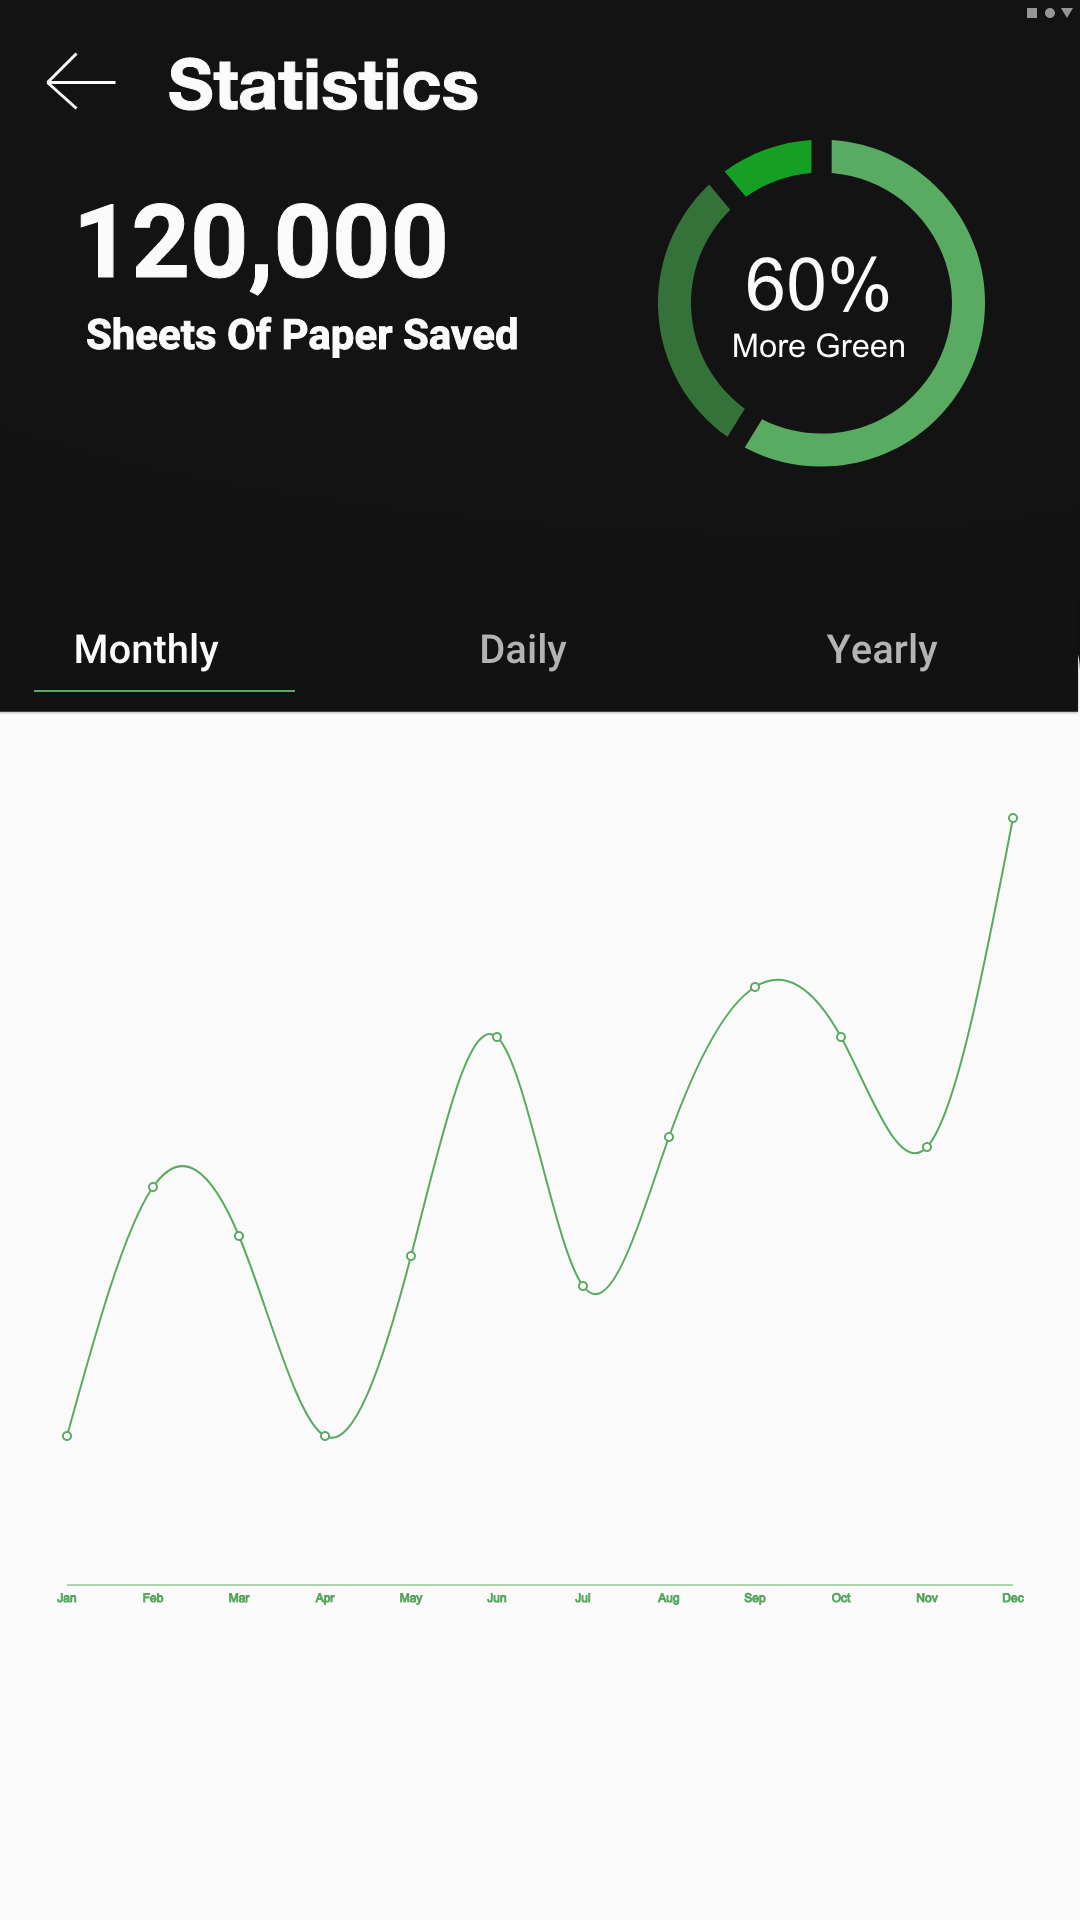 Statistics
120,000
Sheets Of Paper Saved
60%
More Green
Monthly Daily Yearly
Jan Feb Mar Apr May Jun Jul Aug Sep Oct Nov Dec